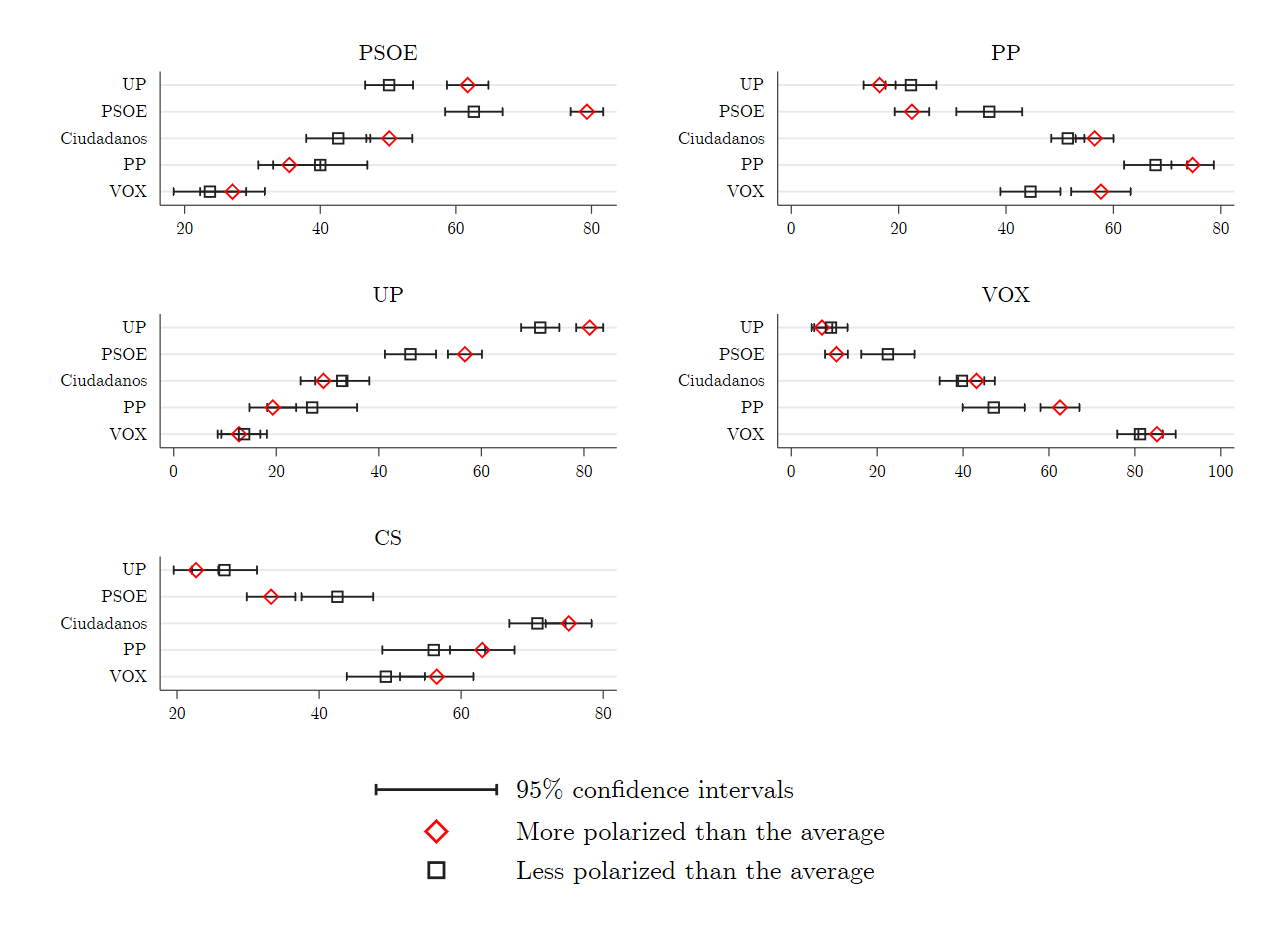 PSOE
UP
PSOE
Ciudadanos
PP
VOX
20 40 60 80
PP
UP
PSOE
Ciudadanos
PP
VOX
0 20 40 60 80
UP
UP
PSOE
Ciudadanos
PP
VOX
0 20 40 60 80
VOX
UP
PSOE
Ciudadanos
PP
VOX
0 20 40 60 80 100
CS
UP
PSOE
Ciudadanos
PP
VOX
20 40 60 80
95% confidence intervals
More polarized than the average
Less polarized than the average